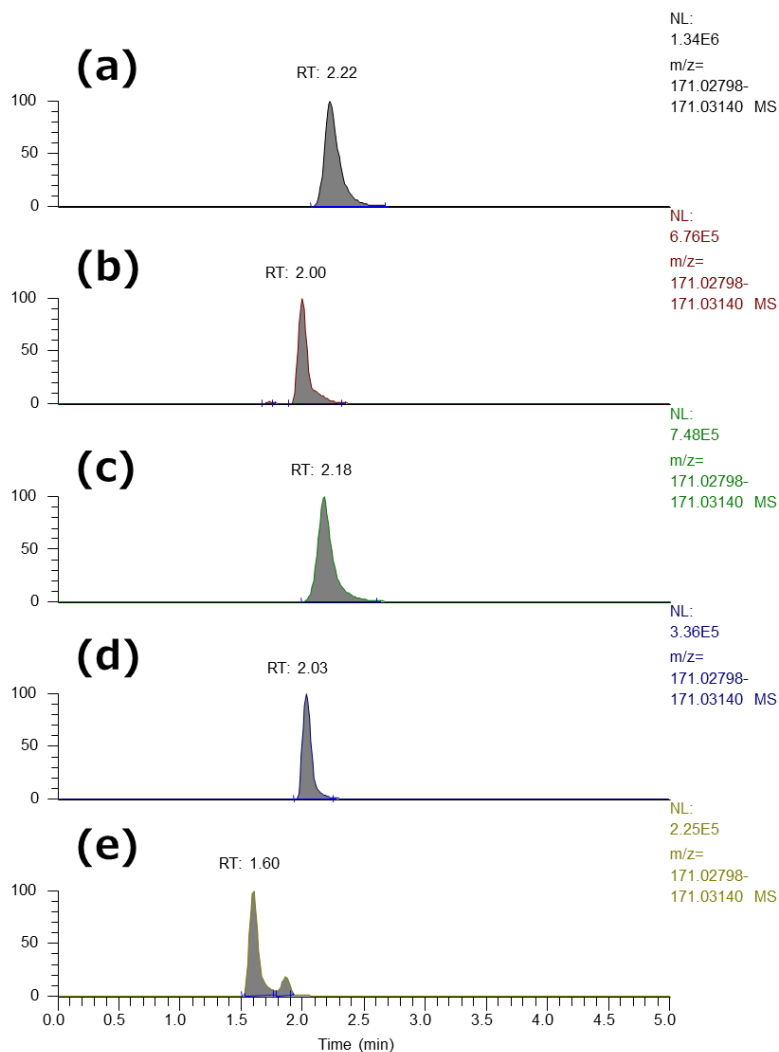 NL:
1.34E6
m/z=
171.02798-
171.03140 MS
(a)
RT: 2.22
100
50
0
NL:
6.76E5
m/z=
171.02798-
171.03140 MS
(b)
RT: 2.00
100
50
0
NL:
7.48E5
m/z=
171.02798-
171.03140 MS
(c)
RT: 2.18
100
50
0
NL:
3.36E5
m/z=
171.02798-
171.03140 MS
(d)
RT: 2.03
100
50
0
NL:
2.25E5
m/z=
171.02798-
171.03140 MS
(e)
RT: 1.60
100
50
0
0.0 0.5 1.0 1.5 2.0 2.5 3.0 3.5 4.0 4.5 5.0
Time (min)